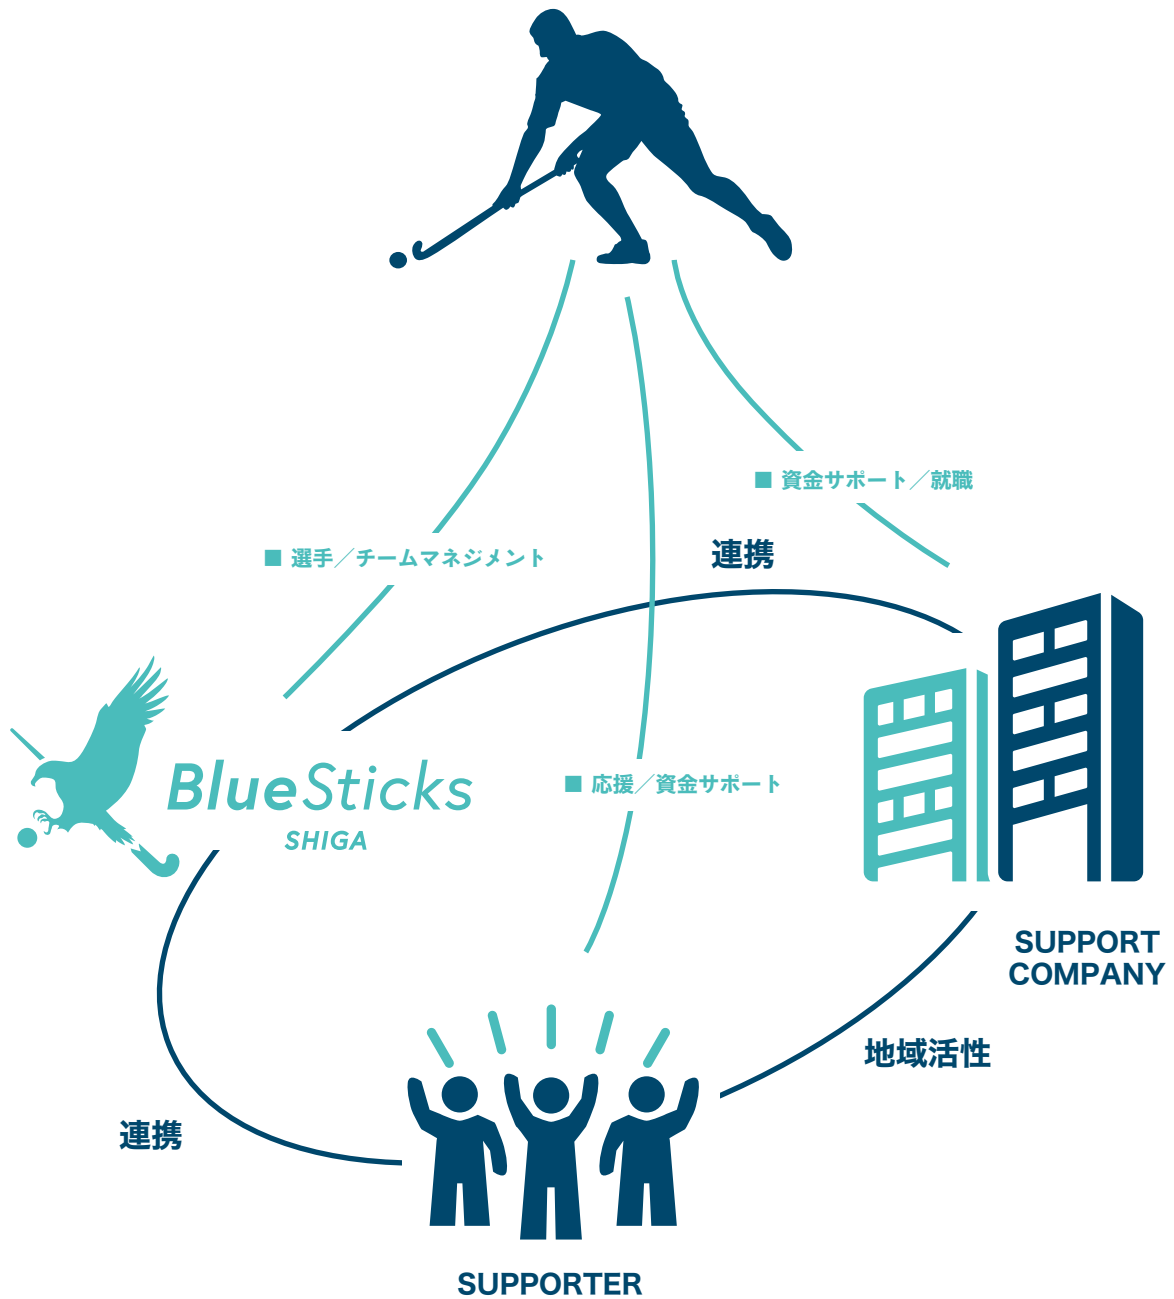 ■ 資金サポート／就職
連携
■ 選手／チームマネジメント
BlueSticks
SHIGA
■ 応援／資金サポート
SUPPORT
COMPANY
地域活性
連携
SUPPORTER